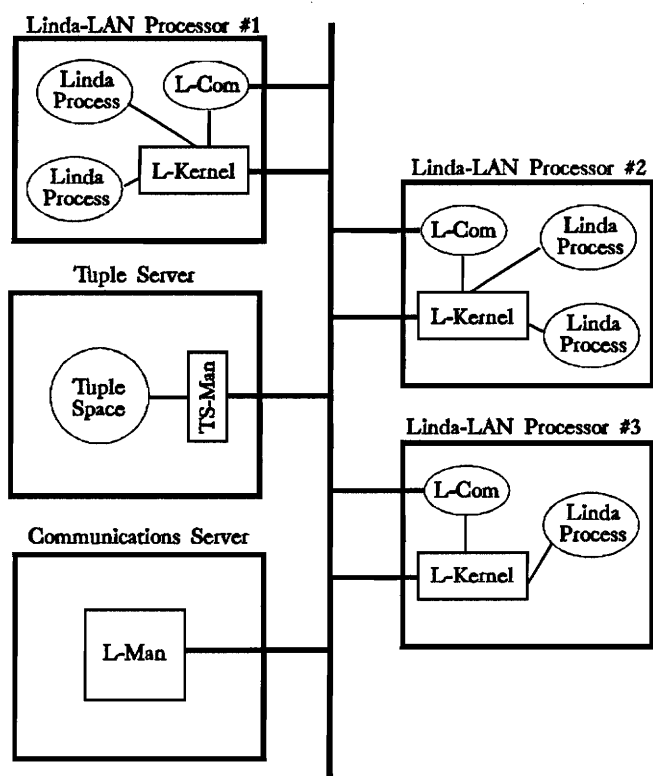 Linda-LAN Processor #1
Linda
Process
L-Com
Linda
Process
L-Kernel
Linda-LAN Processor #2
L-Com
Linda
Process
L-Kernel
Linda
Process
Tuple Server
Tuple
Space
TS-Man
Linda-LAN Processor #3
L-Com
Linda
Process
L-Kernel
Communications Server
L-Man